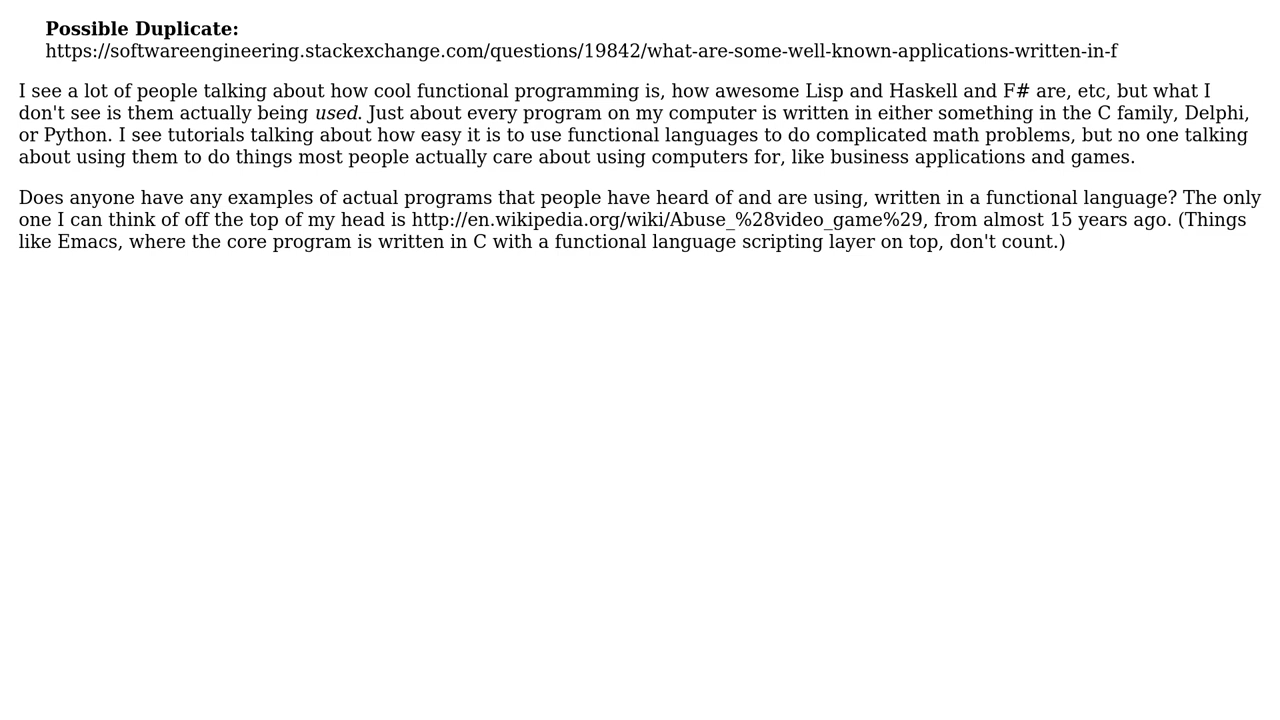 Possible Duplicate:
https://softwareengineering.stackexchange.com/questions/19842/what-are-some-well-known-applications-written-in-f
I see a lot of people talking about how cool functional programming is, how awesome Lisp and Haskell and F# are, etc, but what I
don't see is them actually being used. Just about every program on my computer is written in either something in the C family, Delphi,
or Python. I see tutorials talking about how easy it is to use functional languages to do complicated math problems, but no one talking
about using them to do things most people actually care about using computers for, like business applications and games.
Does anyone have any examples of actual programs that people have heard of and are using, written in a functional language? The only
one I can think of off the top of my head is http://en.wikipedia.org/wiki/Abuse_%28video_game%29, from almost 15 years ago. (Things
like Emacs, where the core program is written in C with a functional language scripting layer on top, don't count.)